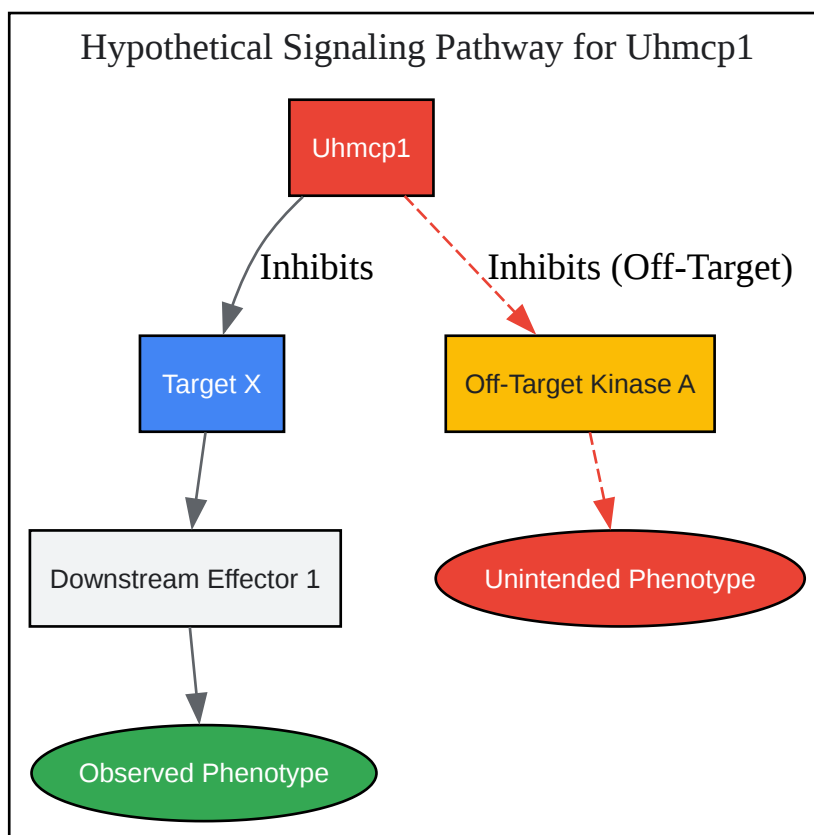 Hypothetical Signaling Pathway for Uhmcp1
Uhmcp1
Inhibits
Inhibits (Off-Target)
Target X
Off-Target Kinase A
Downstream Effector 1
Unintended Phenotype
Observed Phenotype